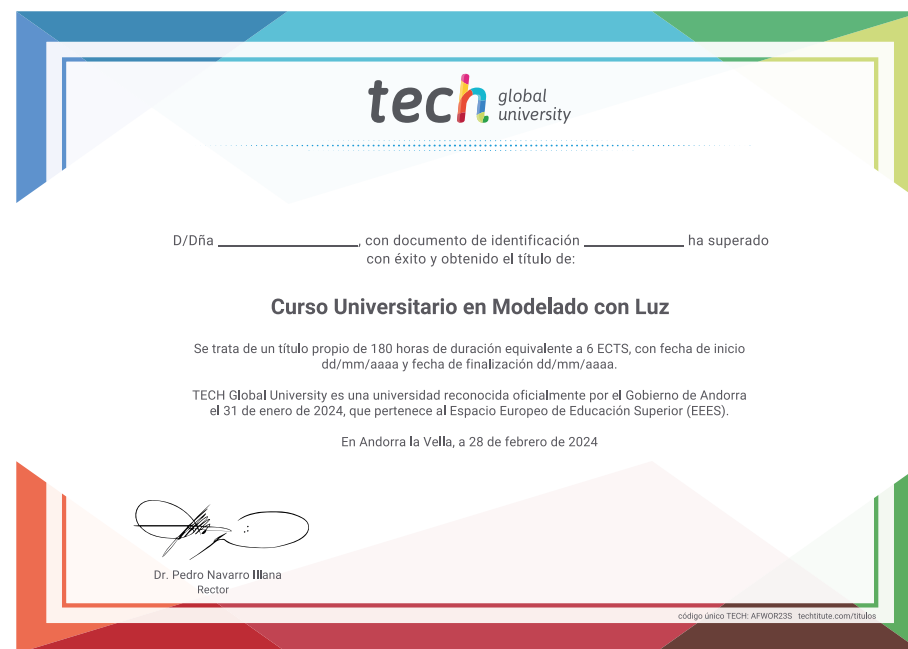 tech global university
D/Dña ____________________, con documento de identificación ______________ ha superado
con éxito y obtenido el título de:
Curso Universitario en Modelado con Luz
Se trata de un título propio de 180 horas de duración equivalente a 6 ECTS, con fecha de inicio
dd/mm/aaaa y fecha de finalización dd/mm/aaaa.
TECH Global University es una universidad reconocida oficialmente por el Gobierno de Andorra
el 31 de enero de 2024, que pertenece al Espacio Europeo de Educación Superior (EEES).
En Andorra la Vella, a 28 de febrero de 2024
Dr. Pedro Navarro Illana
Rector
código único TECH: AFWOR23S techtitute.com/titulos